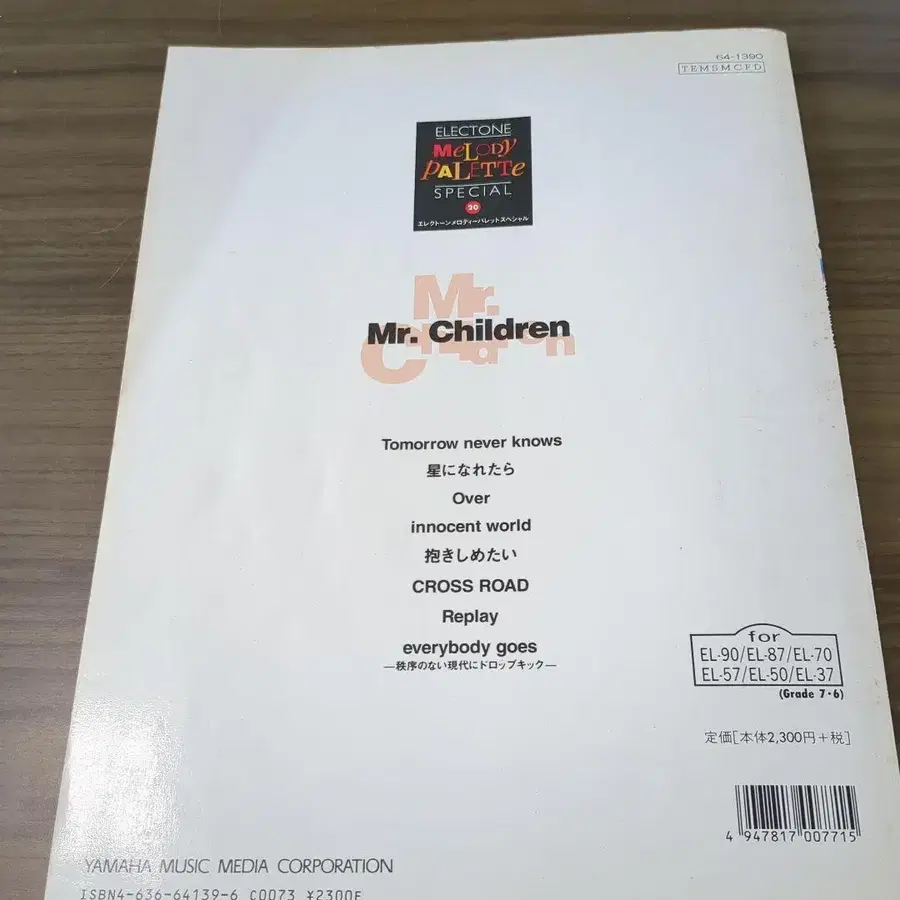 64-1390
TEMSMCED
ELECTONE
MeLODy
PALETTe
SPECIAL
20
エレクトーンメロディーパレットスペシャル
Mr.
Children
Mr. Children
Tomorrow never knows
星になれたら
Over
innocent world
抱きしめたい
CROSS ROAD
Replay
everybody goes
―秩序のない現代にドロップキック―
for
EL-90/EL-87/EL-70
EL-57/EL-50/EL-37
(Grade 7・6)
定価[本体2,300円+税]
4 947817 007715
YAMAHA MUSIC MEDIA CORPORATION
ISBN4-636-64139-6 C0073 ¥2300E